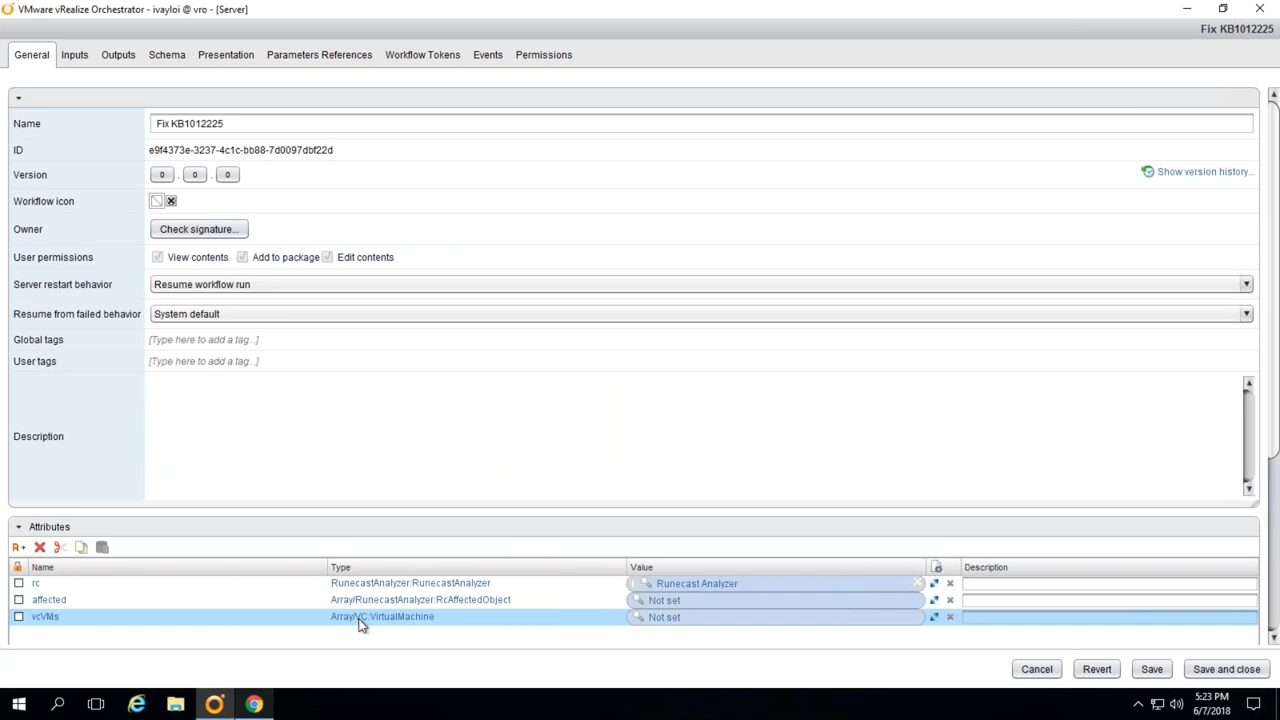 VMware vRealize Orchestrator - ivayloi @ vro - [Server]
Fix KB1012225
General Inputs Outputs Schema Presentation Parameters References Workflow Tokens Events Permissions
Name Fix KB1012225
ID e9f4373e-3237-4c1c-bb88-7d0097dbf22d
Version 0 . 0 . 0 Show version history...
Workflow icon
Owner Check signature...
User permissions View contents Add to package Edit contents
Server restart behavior Resume workflow run
Resume from failed behavior System default
Global tags [Type here to add a tag...]
User tags [Type here to add a tag...]
Description
Attributes
Name Type Value Description
rc RunecastAnalyzer:RunecastAnalyzer Runecast Analyzer
affected Array/RunecastAnalyzer:RcAffectedObject Not set
vcVMs Array/VC:VirtualMachine Not set
Cancel Revert Save Save and close
5:23 PM
6/7/2018